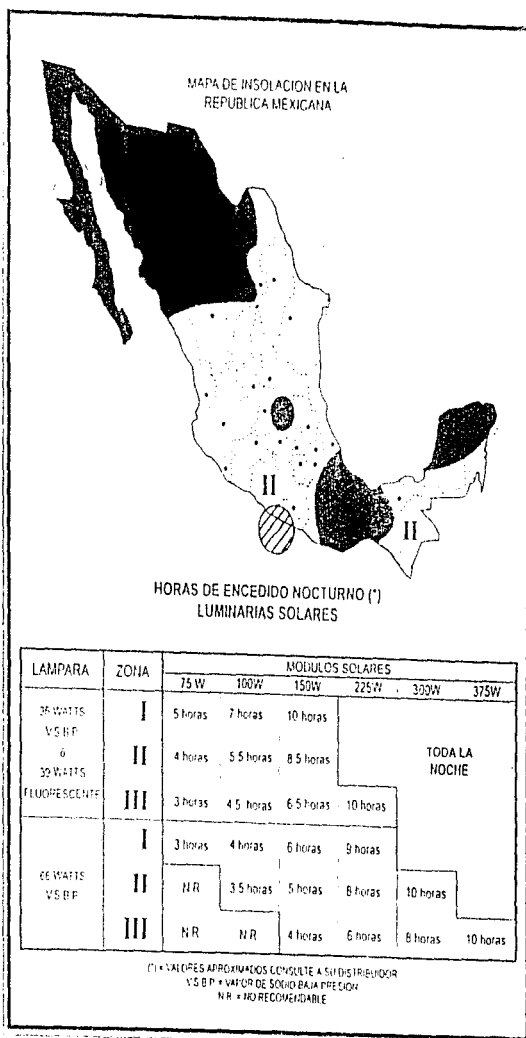 MAPA DE INSOLACION EN LA
REPUBLICA MEXICANA
II
II
HORAS DE ENCEDIDO NOCTURNO (*)
LUMINARIAS SOLARES
LAMPARA ZONA MODULOS SOLARES
75 W 100W 150W 225W 300W 375W
36 WATTS
V.S.B.P.
ó
39 WATTS
FLUORESCENTE
I 5 horas 7 horas 10 horas
II 4 horas 5.5 horas 8.5 horas
TODA LA
NOCHE
III 3 horas 4.5 horas 6.5 horas 10 horas
66 WATTS
V.S.B.P.
I 3 horas 4 horas 6 horas 9 horas
II N R 3.5 horas 5 horas 8 horas 10 horas
III N R N R 4 horas 6 horas 8 horas 10 horas
(*) = VALORES APROXIMADOS CONSULTE A SU DISTRIBUIDOR
V.S.B.P. = VAPOR DE SODIO BAJA PRESION
N.R. = NO RECOMENDABLE